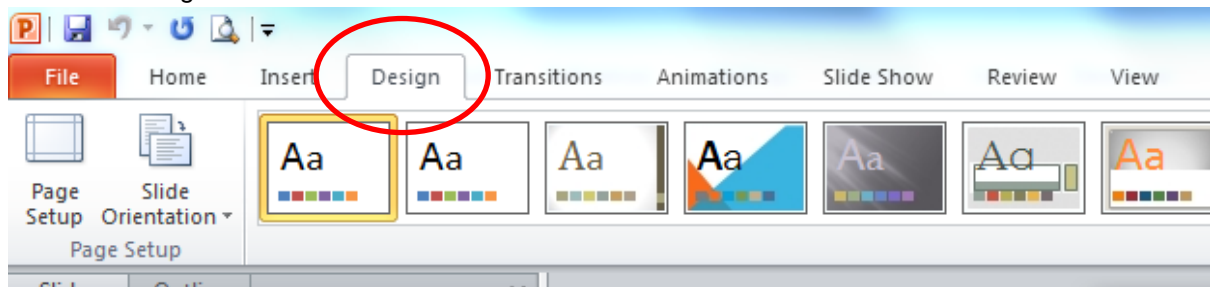 File Home Insert Design Transitions Animations Slide Show Review View
Aa Aa Aa Aa Aa Aa Aa
Page Slide
Setup Orientation
Page Setup